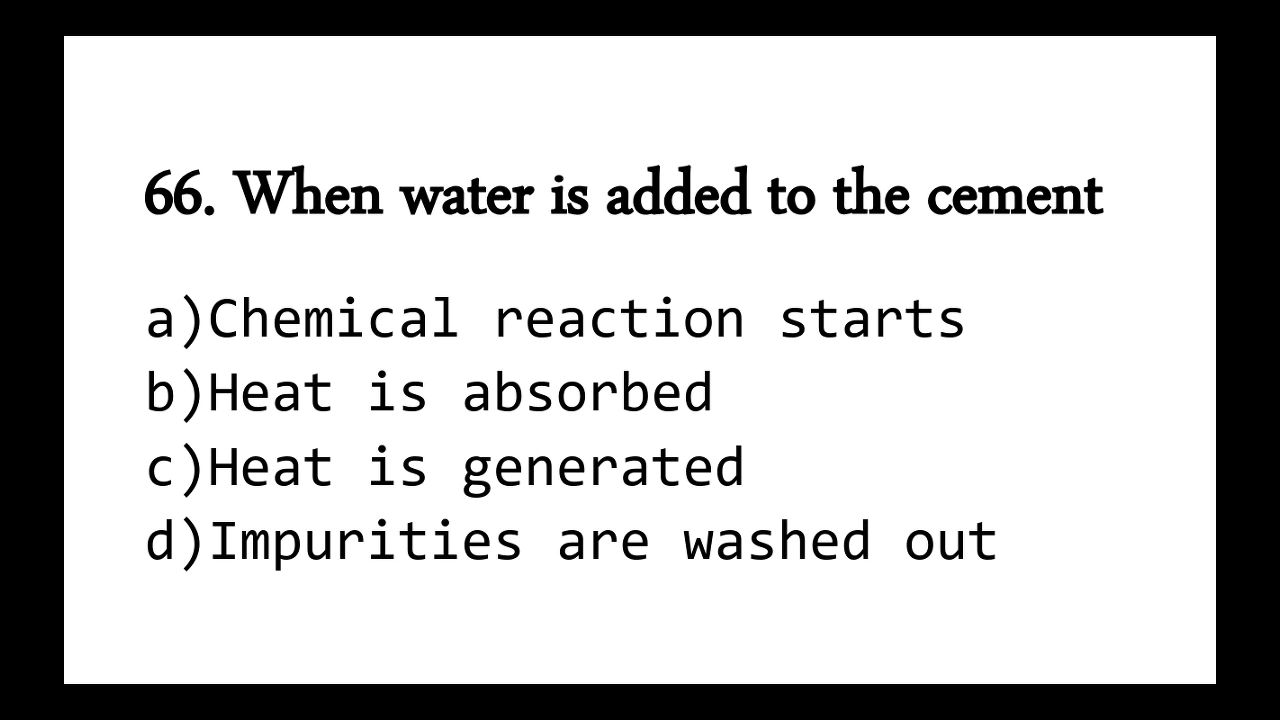 66. When water is added to the cement
a)Chemical reaction starts
b)Heat is absorbed
c)Heat is generated
d)Impurities are washed out